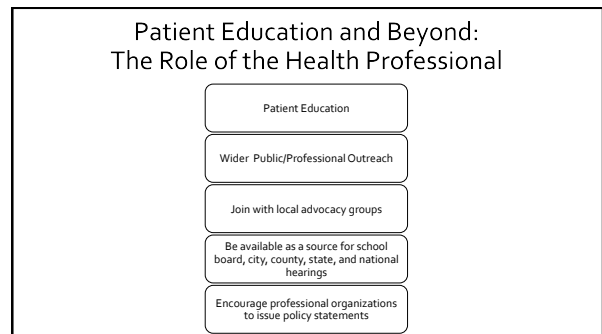 Patient Education and Beyond:
The Role of the Health Professional
Patient Education
Wider Public/Professional Outreach
Join with local advocacy groups
Be available as a source for school
board, city, county, state, and national
hearings
Encourage professional organizations
to issue policy statements